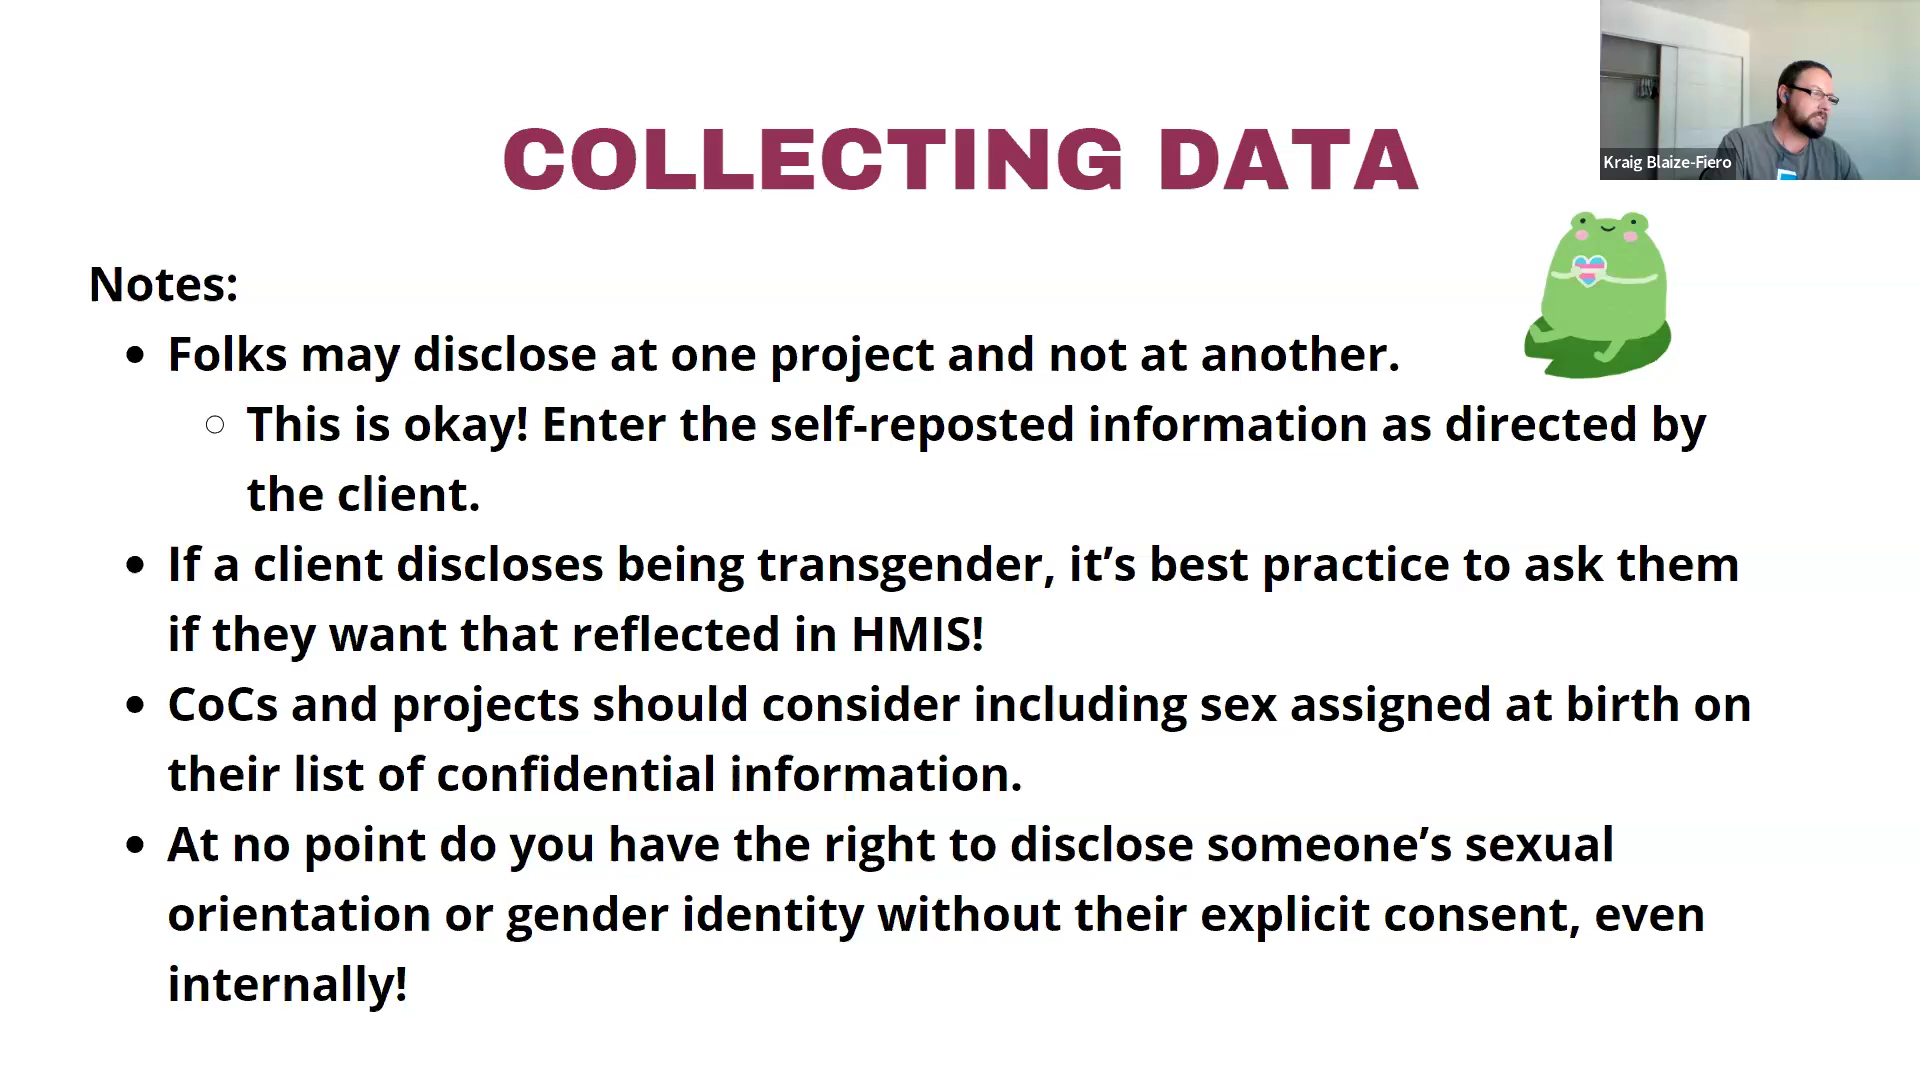 COLLECTING DATA
Kraig Blaize-Fiero
Notes:
• Folks may disclose at one project and not at another.
○ This is okay! Enter the self-reposted information as directed by
the client.
• If a client discloses being transgender, it’s best practice to ask them
if they want that reflected in HMIS!
• CoCs and projects should consider including sex assigned at birth on
their list of confidential information.
• At no point do you have the right to disclose someone’s sexual
orientation or gender identity without their explicit consent, even
internally!